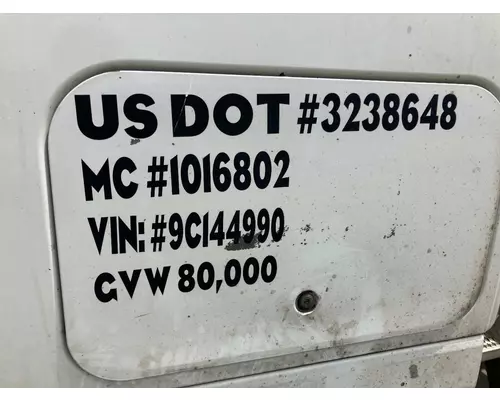 US DOT #3238648
MC #1016802
VIN: #9C144990
GVW 80,000